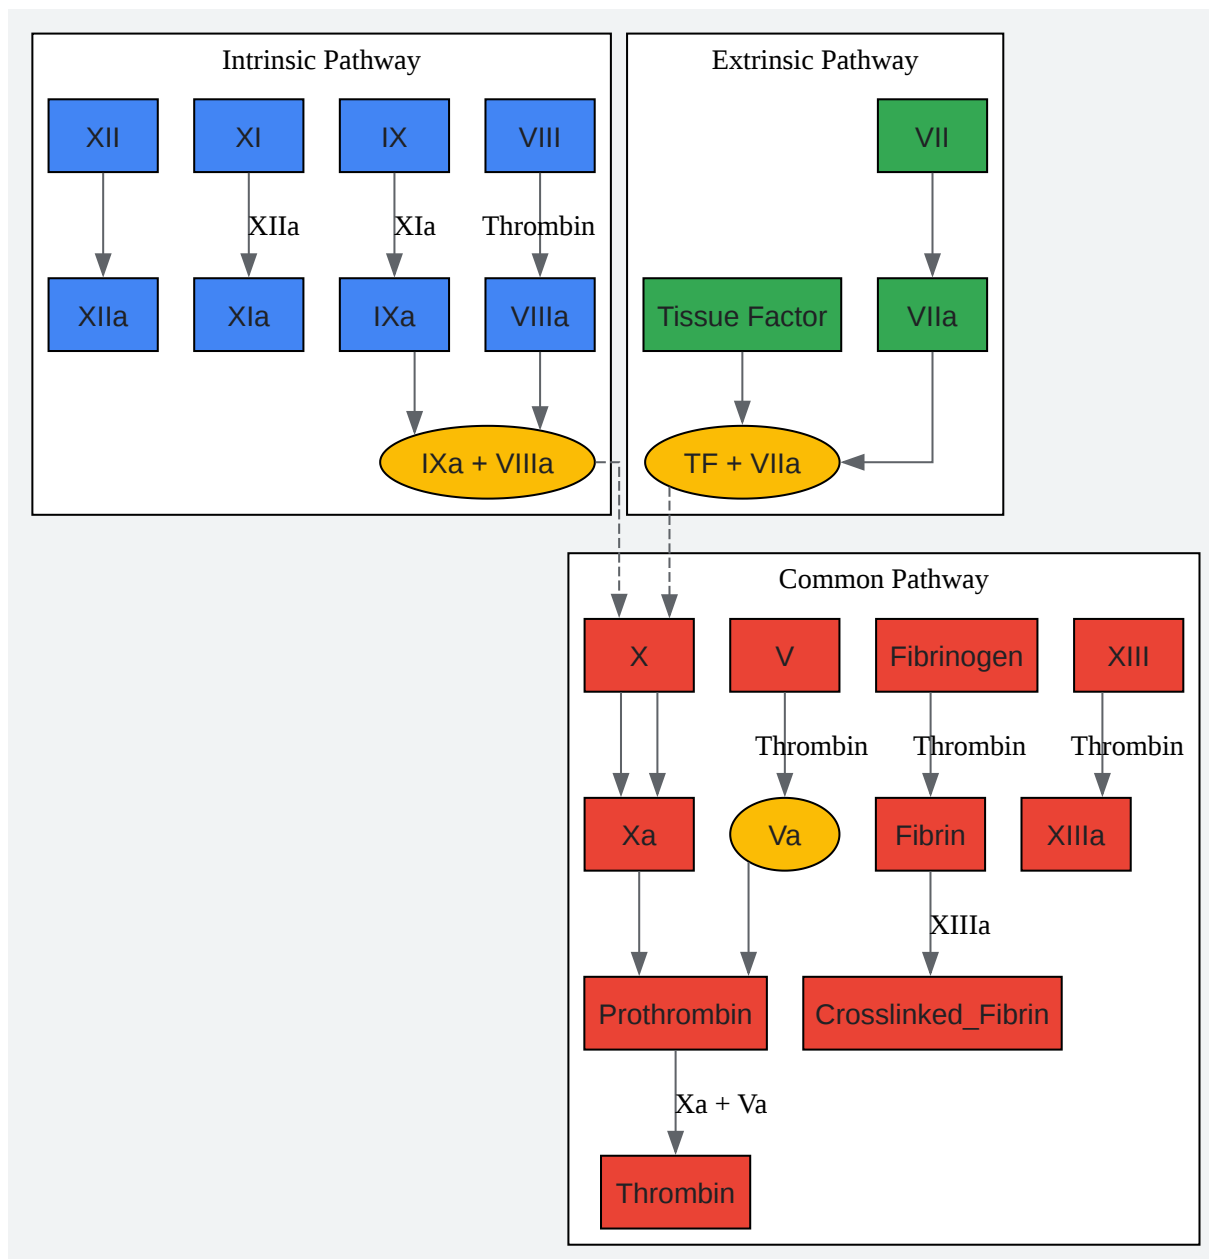 Intrinsic Pathway
Extrinsic Pathway
XII
XI
IX
VIII
VII
XIIa
XIa
Thrombin
XIIa
XIa
IXa
VIIIa
Tissue Factor
VIIa
IXa + VIIIa
TF + VIIa
Common Pathway
X
V
Fibrinogen
XIII
Thrombin
Thrombin
Thrombin
Xa
Va
Fibrin
XIIIa
XIIIa
Prothrombin
Crosslinked_Fibrin
Xa + Va
Thrombin